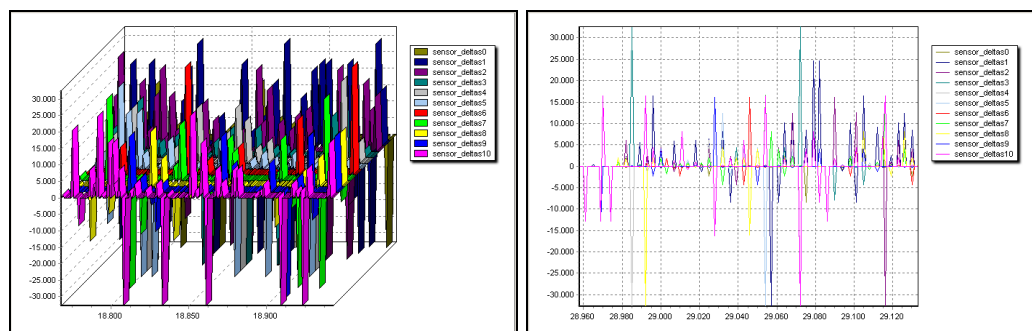 30.000
25.000
20.000
15.000
10.000
5.000
0
-5.000
-10.000
-15.000
-20.000
-25.000
-30.000
18.800 18.850 18.900
sensor_deltas0
sensor_deltas1
sensor_deltas2
sensor_deltas3
sensor_deltas4
sensor_deltas5
sensor_deltas6
sensor_deltas7
sensor_deltas8
sensor_deltas9
sensor_deltas10
30.000
25.000
20.000
15.000
10.000
5.000
0
-5.000
-10.000
-15.000
-20.000
-25.000
-30.000
28.960 28.980 29.000 29.020 29.040 29.060 29.080 29.100 29.120
sensor_deltas0
sensor_deltas1
sensor_deltas2
sensor_deltas3
sensor_deltas4
sensor_deltas5
sensor_deltas6
sensor_deltas7
sensor_deltas8
sensor_deltas9
sensor_deltas10